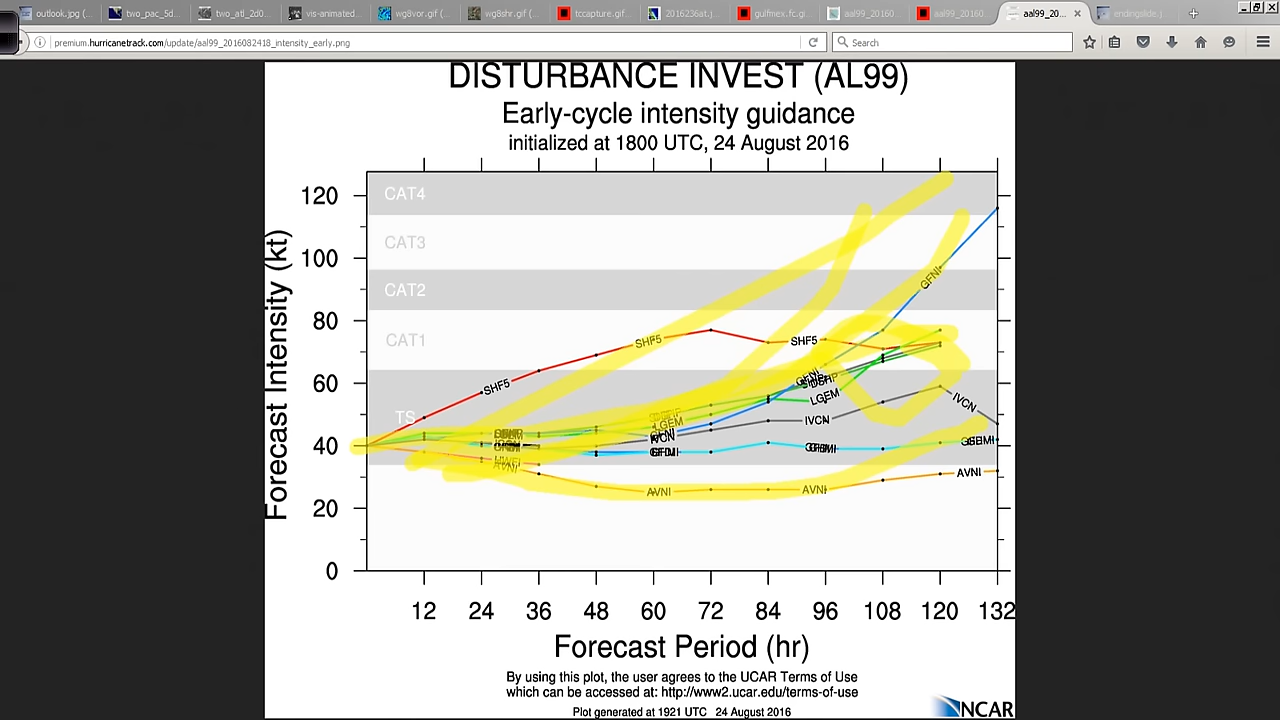 outlook.jpg (...
two_pac_5d...
two_atl_2d0...
vis-animated...
wg8vor.gif (...
wg8shr.gif (...
tccapture.gif...
2016236at.j...
gulfmex.fc.gi...
aal99_20160...
aal99_20160...
aal99_20...
endingslide.j...
premium.hurricanetrack.com/update/aal99_2016082418_intensity_early.png
Search
DISTURBANCE INVEST (AL99)
Early-cycle intensity guidance
initialized at 1800 UTC, 24 August 2016
Forecast Intensity (kt)
120
100
80
60
40
20
0
CAT4
CAT3
CAT2
CAT1
TS
SHF5
SHF5
SHF5
GFNI
LGEM
LGEM
IVCN
IVCN
AVNI
AVNI
AVNI
12 24 36 48 60 72 84 96 108 120 132
Forecast Period (hr)
By using this plot, the user agrees to the UCAR Terms of Use
which can be accessed at: http://www2.ucar.edu/terms-of-use
Plot generated at 1921 UTC 24 August 2016
NCAR